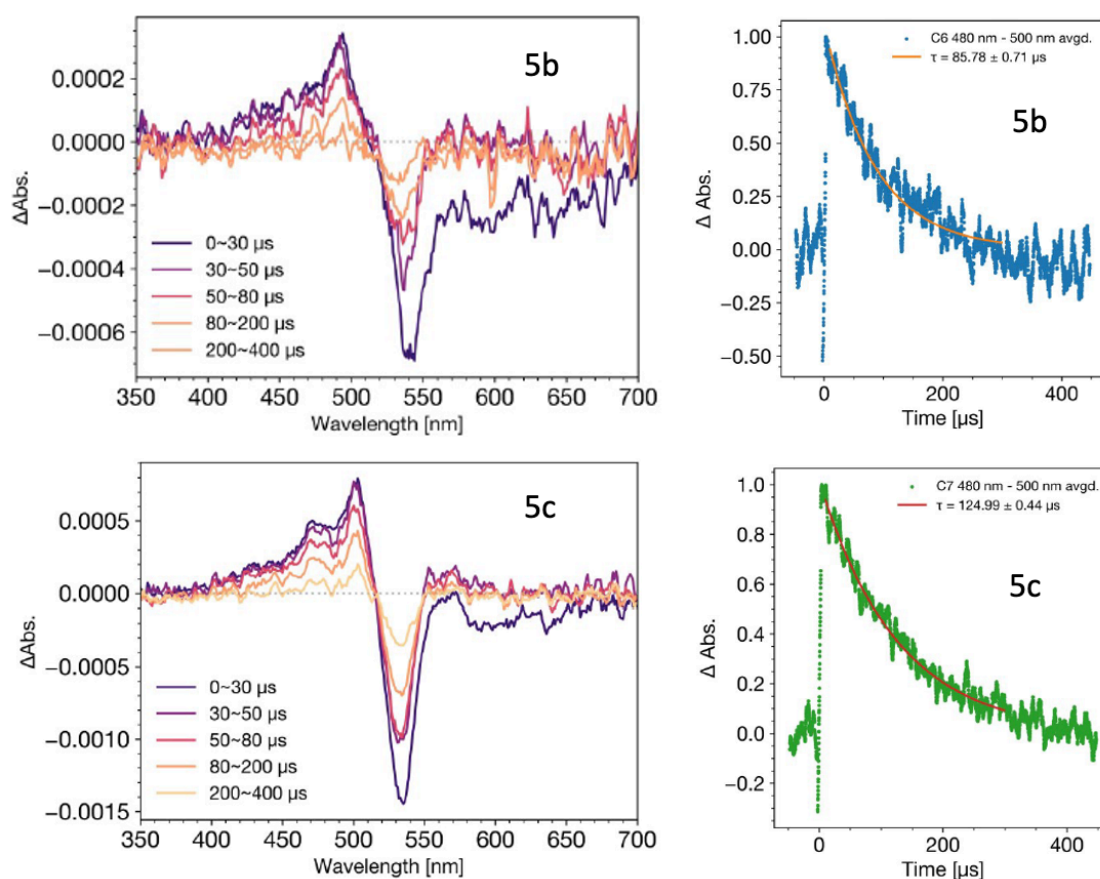 0.0002
0.0000
−0.0002
−0.0004
−0.0006
ΔAbs.
5b
0~30 µs
30~50 µs
50~80 µs
80~200 µs
200~400 µs
350 400 450 500 550 600 650 700
Wavelength [nm]
1.00
0.75
0.50
0.25
0.00
−0.25
−0.50
Δ Abs.
C6 480 nm - 500 nm avgd.
τ = 85.78 ± 0.71 µs
5b
0 200 400
Time [µs]
0.0005
0.0000
−0.0005
−0.0010
−0.0015
ΔAbs.
5c
0~30 µs
30~50 µs
50~80 µs
80~200 µs
200~400 µs
350 400 450 500 550 600 650 700
Wavelength [nm]
1.0
0.8
0.6
0.4
0.2
0.0
−0.2
Δ Abs.
C7 480 nm - 500 nm avgd.
τ = 124.99 ± 0.44 µs
5c
0 200 400
Time [µs]